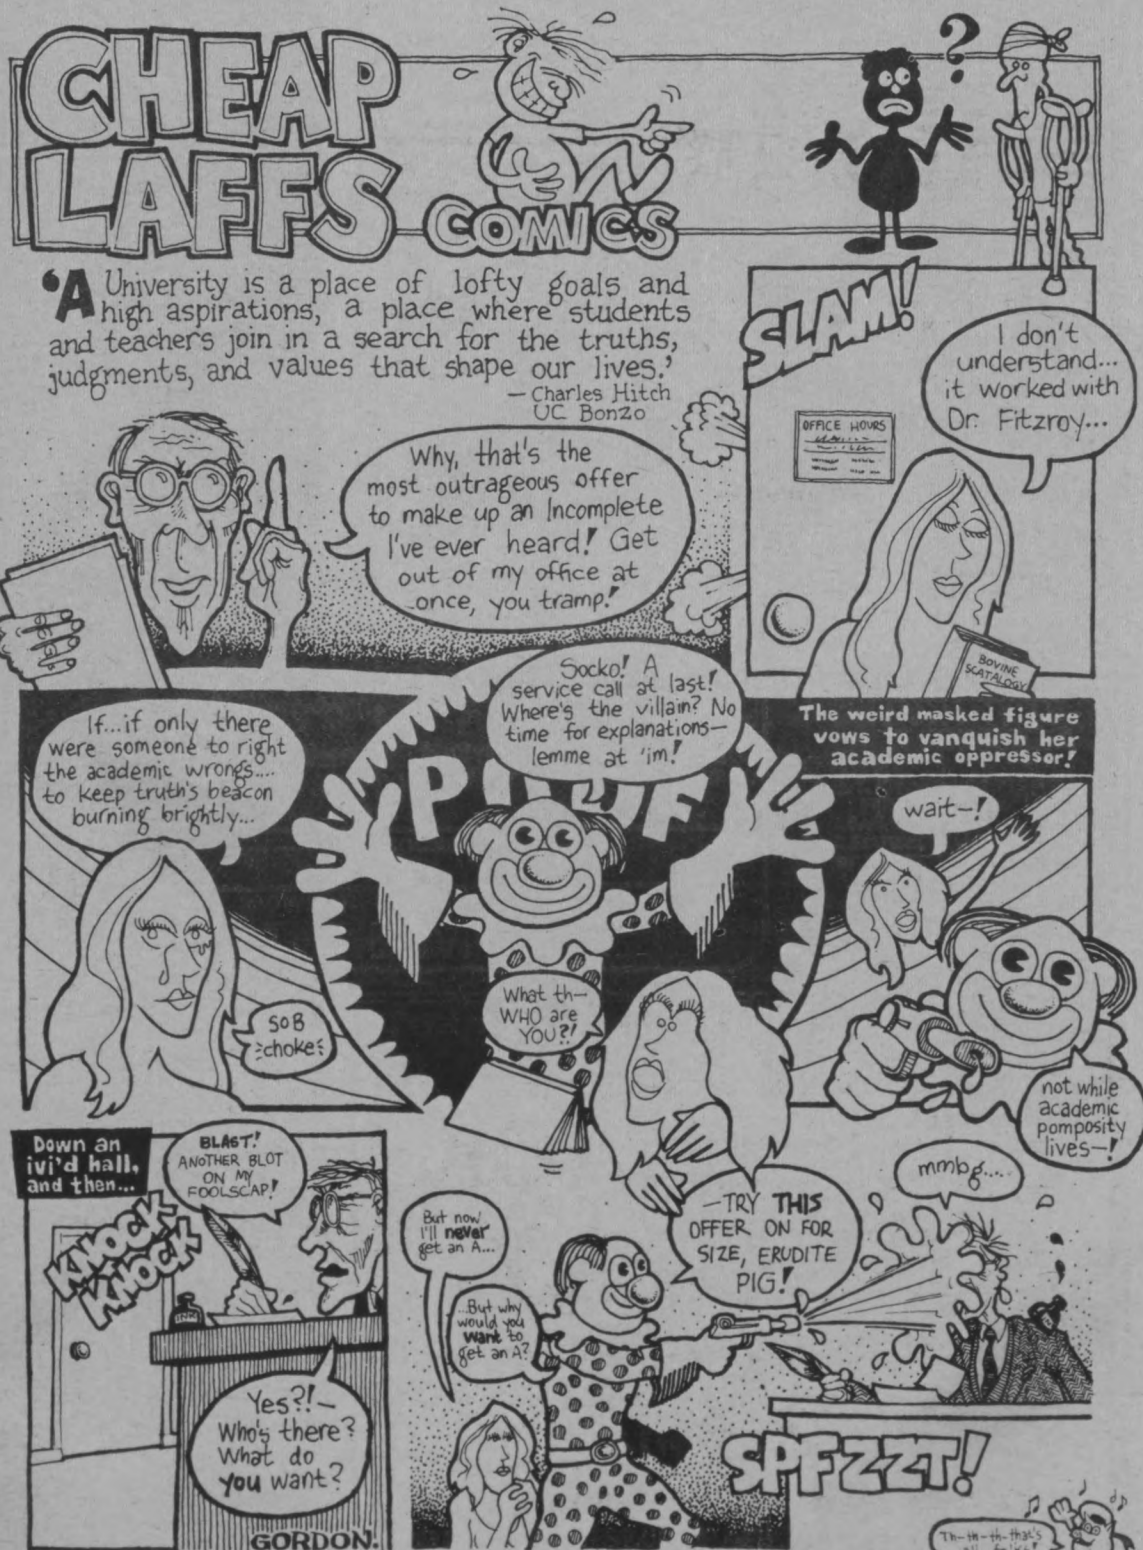 CHEAP
LAFFS
COMICS
?
'A University is a place of lofty goals and
high aspirations, a place where students
and teachers join in a search for the truths,
judgments, and values that shape our lives.'
— Charles Hitch
UC Bonzo
Why, that's the
most outrageous offer
to make up an Incomplete
I've ever heard! Get
out of my office at
once, you tramp!
SLAM!
I don't
understand...
it worked with
Dr. Fitzroy...
OFFICE HOURS
BOVINE
SCATALOGY
If...if only there
were someone to right
the academic wrongs....
to keep truth's beacon
burning brightly...
SOB
choke
Socko! A
service call at last!
Where's the villain? No
time for explanations—
lemme at 'im!
What th—
WHO are
YOU?!
The weird masked figure
vows to vanquish her
academic oppressor!
wait—!
not while
academic
pomposity
lives—!
Down an
ivi'd hall,
and then...
KNOCK-
KNOCK
BLAST!
ANOTHER BLOT
ON MY
FOOLSCAP!
Yes?!—
Who's there?
What do
you want?
GORDON.
But now
I'll never
get an A...
...But why
would you
want to
get an A?
—TRY THIS
OFFER ON FOR
SIZE, ERUDITE
PIG!
mmbg.....
SPFZZT!
Th-th-th-that's